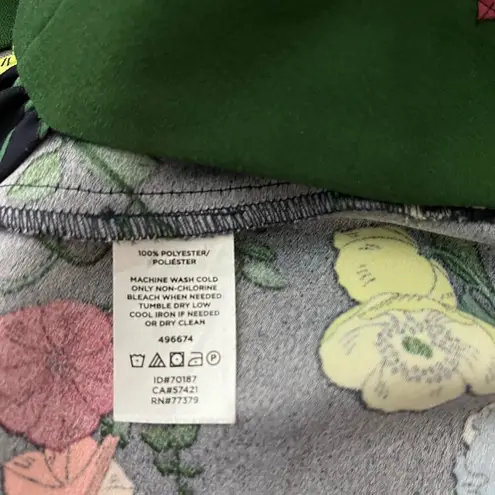 100% POLYESTER/
POLIÉSTER
MACHINE WASH COLD
ONLY NON-CHLORINE
BLEACH WHEN NEEDED
TUMBLE DRY LOW
COOL IRON IF NEEDED
OR DRY CLEAN
496674
ID#70187
CA#57421
RN#77379